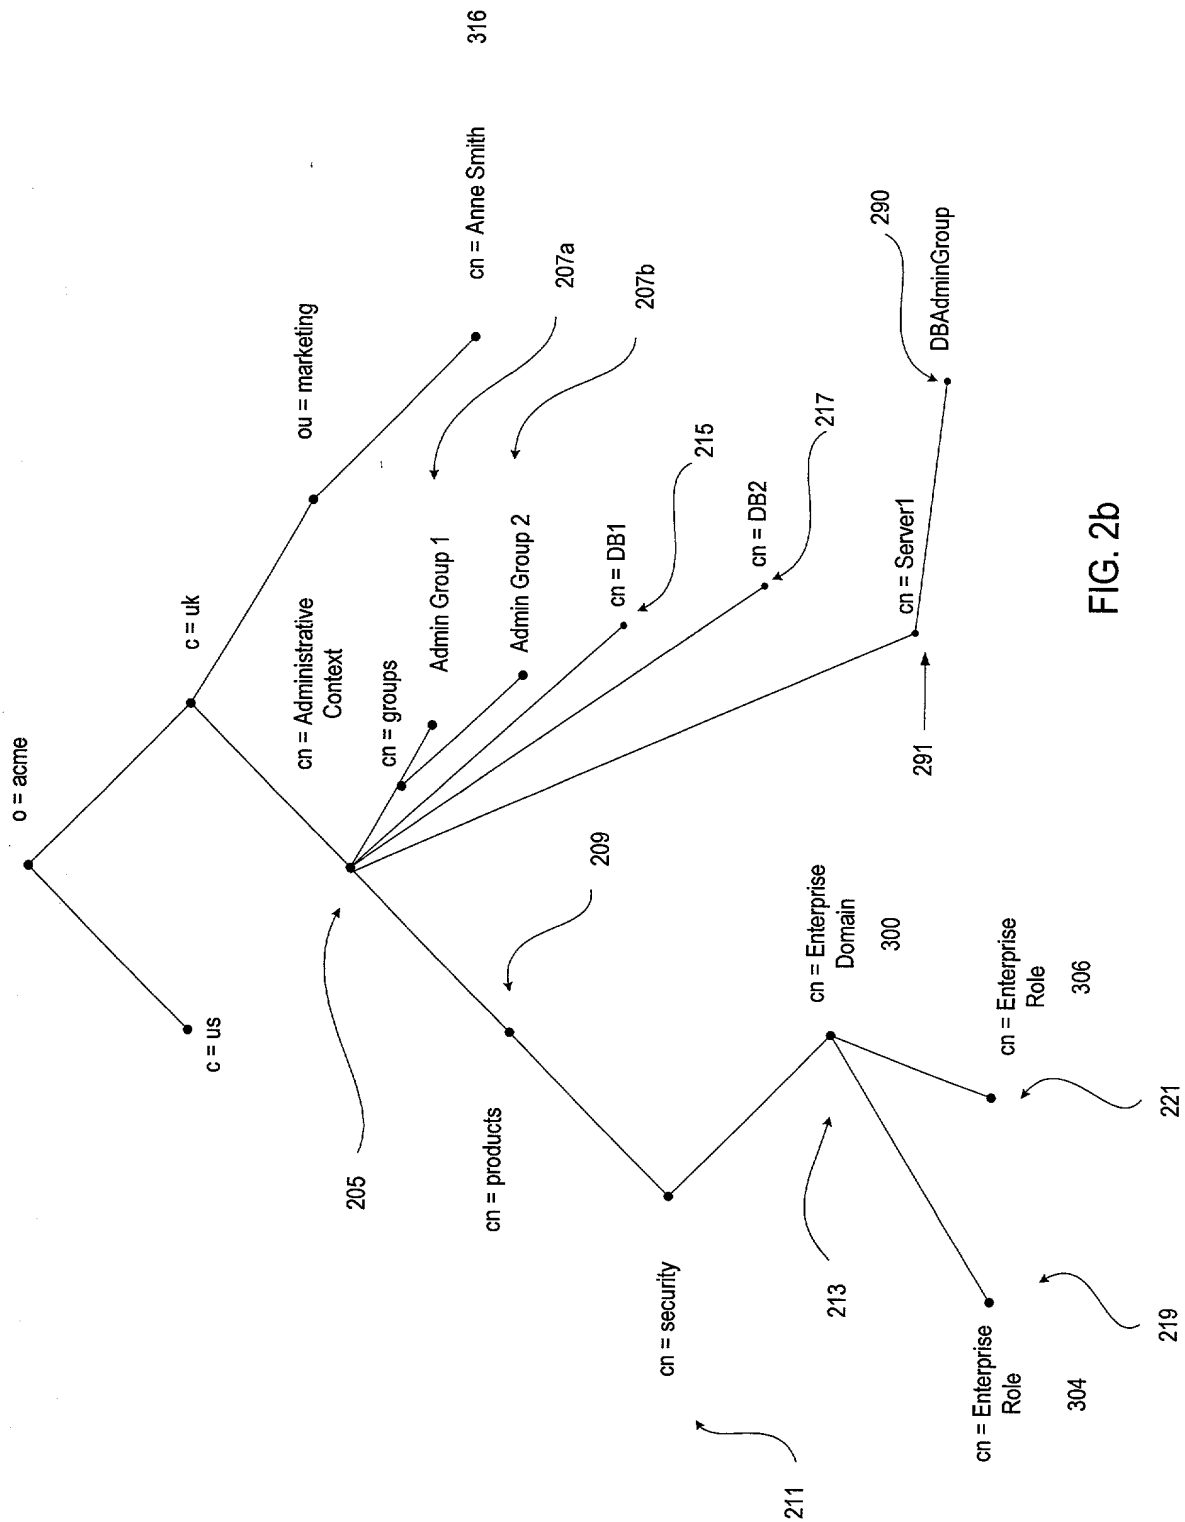 o = acme
c = us
c = uk
ou = marketing
cn = Anne Smith
316
cn = Administrative
Context
205
cn = groups
Admin Group 1
207a
Admin Group 2
207b
cn = DB1
215
cn = DB2
217
cn = Server1
291
DBAdminGroup
290
cn = products
209
cn = security
211
cn = Enterprise
Domain
300
213
cn = Enterprise
Role
304
219
cn = Enterprise
Role
306
221
FIG. 2b